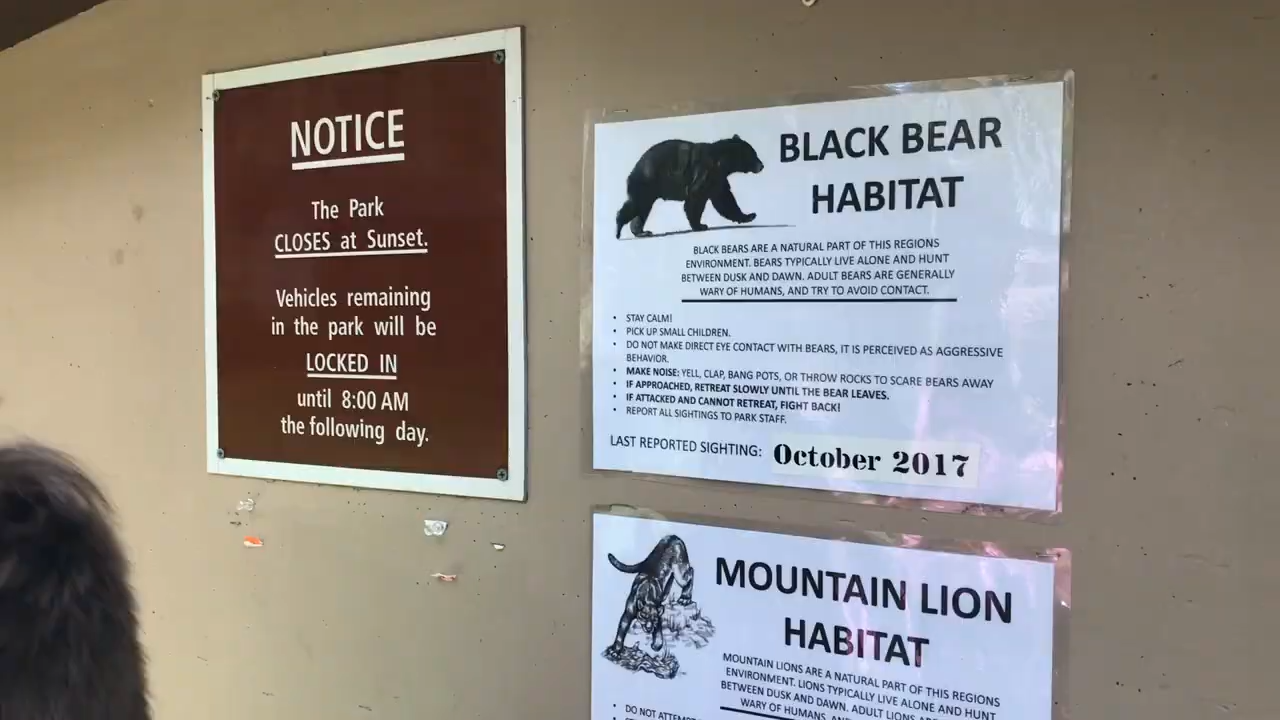 NOTICE
The Park
CLOSES at Sunset.
Vehicles remaining
in the park will be
LOCKED IN
until 8:00 AM
the following day.
BLACK BEAR
HABITAT
BLACK BEARS ARE A NATURAL PART OF THIS REGIONS
ENVIRONMENT. BEARS TYPICALLY LIVE ALONE AND HUNT
BETWEEN DUSK AND DAWN. ADULT BEARS ARE GENERALLY
WARY OF HUMANS, AND TRY TO AVOID CONTACT.
• STAY CALM!
• PICK UP SMALL CHILDREN.
• DO NOT MAKE DIRECT EYE CONTACT WITH BEARS, IT IS PERCEIVED AS AGGRESSIVE
BEHAVIOR.
• MAKE NOISE: YELL, CLAP, BANG POTS, OR THROW ROCKS TO SCARE BEARS AWAY
• IF APPROACHED, RETREAT SLOWLY UNTIL THE BEAR LEAVES.
• IF ATTACKED AND CANNOT RETREAT, FIGHT BACK!
• REPORT ALL SIGHTINGS TO PARK STAFF.
LAST REPORTED SIGHTING: October 2017
MOUNTAIN LION
HABITAT
MOUNTAIN LIONS ARE A NATURAL PART OF THIS REGIONS
ENVIRONMENT. LIONS TYPICALLY LIVE ALONE AND HUNT
BETWEEN DUSK AND DAWN. ADULT LIONS ARE
WARY OF HUMANS, AND
• DO NOT ATTEMPT